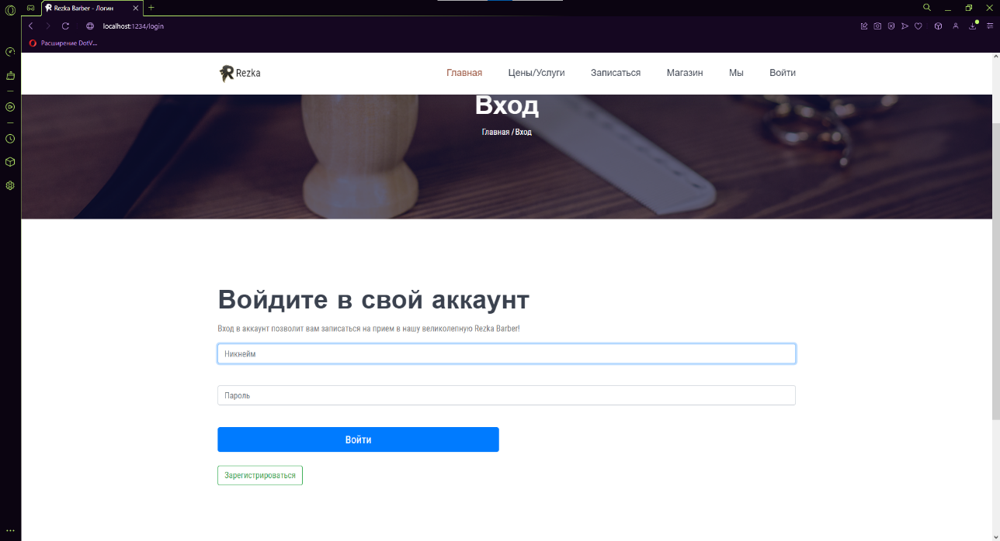 Rezka Barber - Логин
localhost:1234/login
Расширение DotV...
Rezka
Главная Цены/Услуги Записаться Магазин Мы Войти
Вход
Главная / Вход
Войдите в свой аккаунт
Вход в аккаунт позволит вам записаться на прием в нашу великолепную Rezka Barber!
Никнейм
Пароль
Войти
Зарегистрироваться